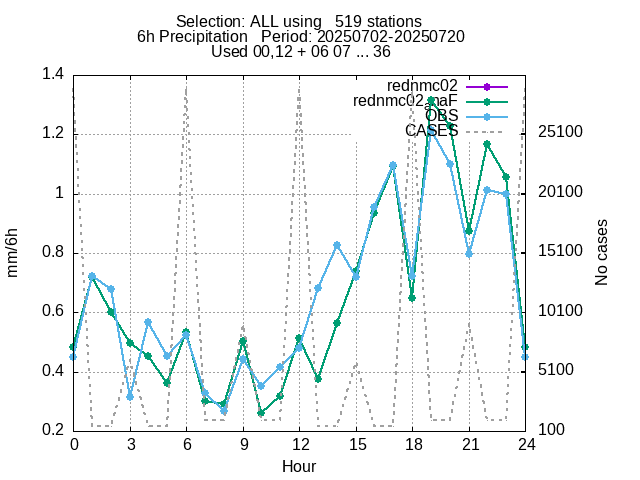 Selection: ALL using   519 stations
6h Precipitation   Period: 20250702-20250720
Used 00,12 + 06 07 ... 36
rednmc02
rednmc02_naF
OBS
CASES
1.4
1.2
1
0.8
0.6
0.4
0.2
mm/6h
25100
20100
15100
10100
5100
100
No cases
0 3 6 9 12 15 18 21 24
Hour